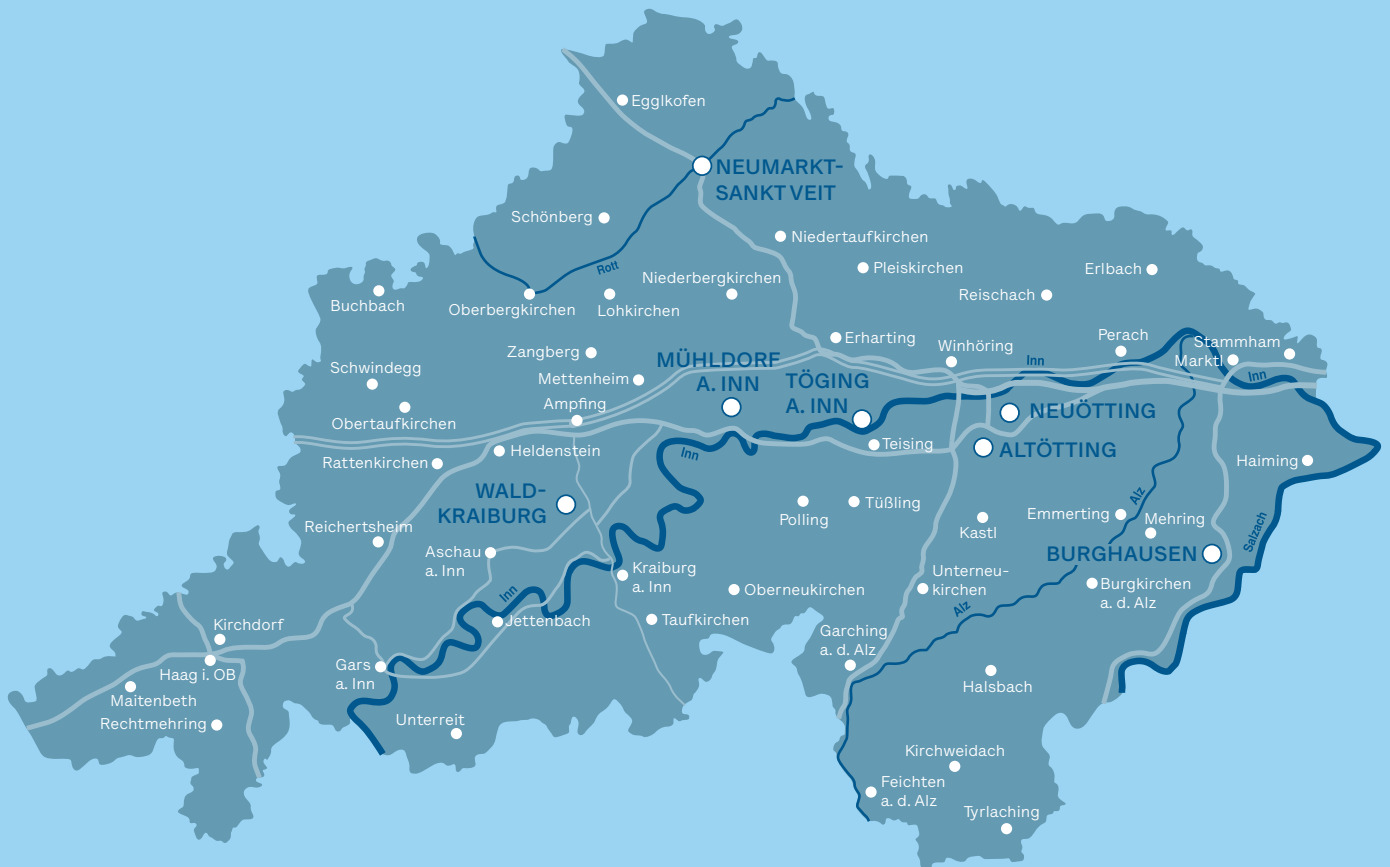 Egglkofen
NEUMARKT-
SANKT VEIT
Schönberg
Niedertaufkirchen
Rott
Pleiskirchen
Erlbach
Niederbergkirchen
Reischach
Buchbach
Oberbergkirchen
Lohkirchen
Erharting
Perach
Stammham
Winhöring
Zangberg
MÜHLDORF
A. INN
Inn
Marktl
Inn
Schwindegg
Mettenheim
TÖGING
A. INN
Ampfing
NEUÖTTING
Obertaufkirchen
Heldenstein
Inn
Teising
ALTÖTTING
Rattenkirchen
Haiming
WALD-
KRAIBURG
Alz
Polling
Tüßling
Emmerting
Mehring
Reichertsheim
Kastl
Salzach
Aschau
a. Inn
BURGHAUSEN
Kraiburg
a. Inn
Unterneu-
kirchen
Burgkirchen
a. d. Alz
Inn
Oberneukirchen
Alz
Jettenbach
Taufkirchen
Kirchdorf
Garching
a. d. Alz
Haag i. OB
Gars
a. Inn
Halsbach
Maitenbeth
Rechtmehring
Unterreit
Kirchweidach
Feichten
a. d. Alz
Tyrlaching